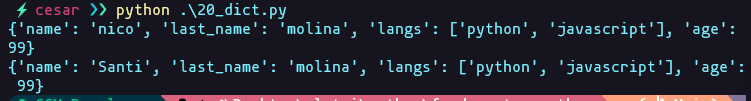 cesar ❯❯ python .\20_dict.py
{'name': 'nico', 'last_name': 'molina', 'langs': ['python', 'javascript'], 'age':
99}
{'name': 'Santi', 'last_name': 'molina', 'langs': ['python', 'javascript'], 'age':
99}